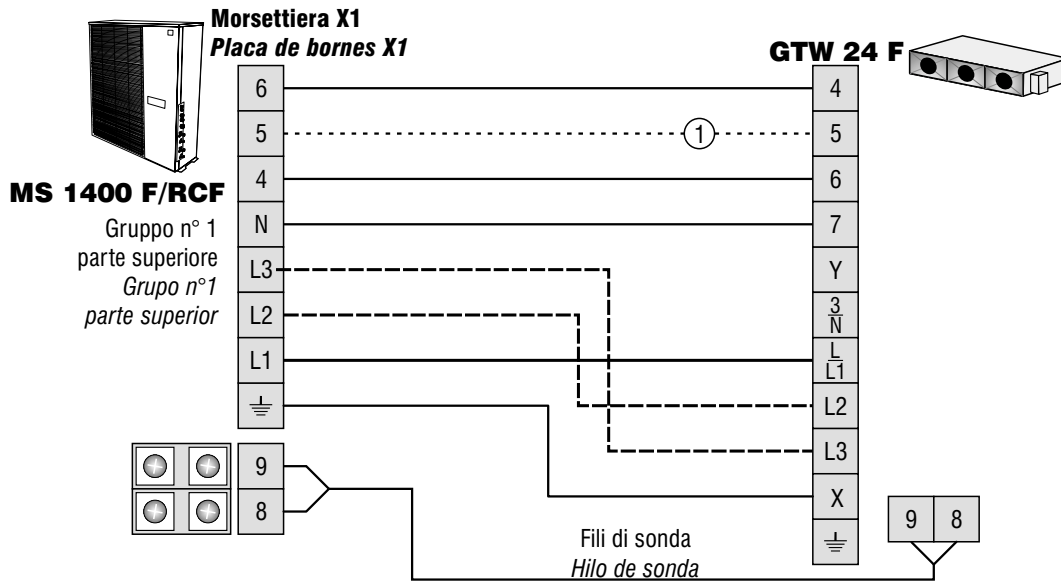 Morsettiera X1
Placa de bornes X1
GTW 24 F
MS 1400 F/RCF
Gruppo n° 1
parte superiore
Grupo n°1
parte superior
6
5
4
N
L3
L2
L1
9
8
1
4
5
6
7
Y
3
N
L
L1
L2
L3
X
9 8
Fili di sonda
Hilo de sonda